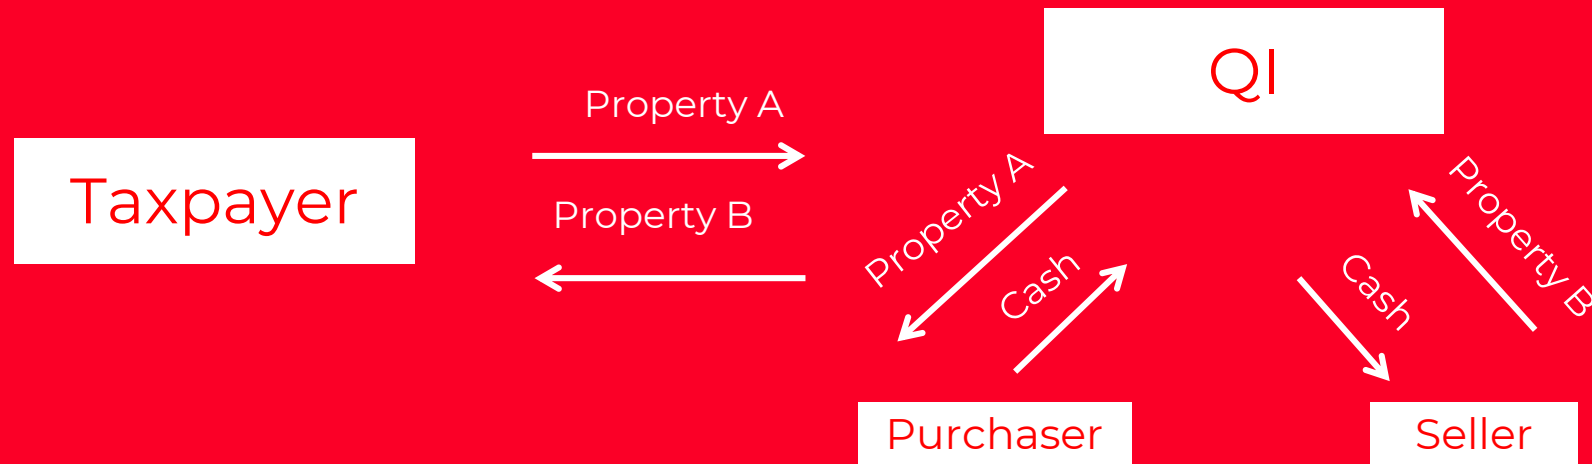 QI
Property A
Taxpayer
Property B
Property A
Cash
Cash
Property B
Purchaser
Seller